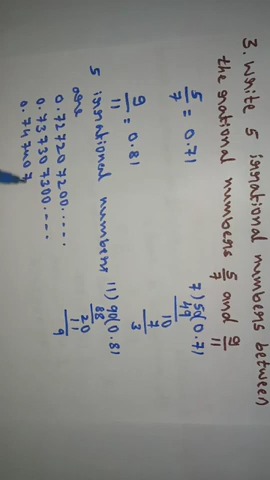 3. Write 5 irrational numbers between
the rational numbers 5/7 and 9/11
5/7 = 0.71
7)50(0.71
49
10
7
3
9/11 = 0.81
11)90(0.81
88
20
11
9
5 irrational numbers
are
0.72720 7200.....
0.73730 7300.....
0.74740 7